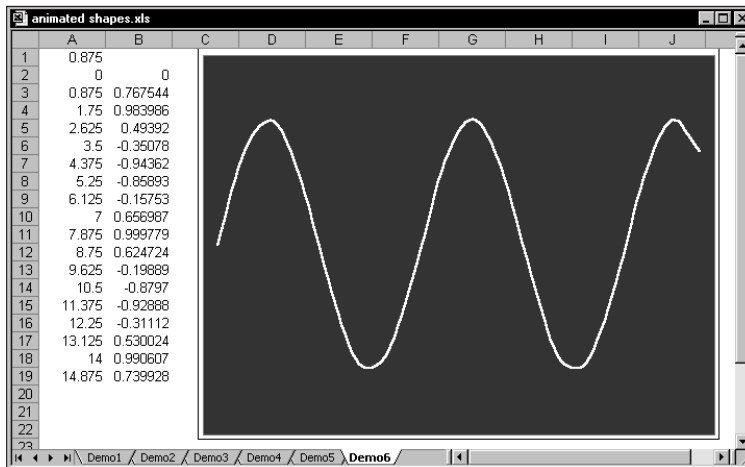 animated shapes.xls
A B C D E F G H I J
1 0.875
2 0 0
3 0.875 0.767544
4 1.75 0.983986
5 2.625 0.49392
6 3.5 -0.35078
7 4.375 -0.94362
8 5.25 -0.85893
9 6.125 -0.15753
10 7 0.656987
11 7.875 0.999779
12 8.75 0.624724
13 9.625 -0.19889
14 10.5 -0.8797
15 11.375 -0.92888
16 12.25 -0.31112
17 13.125 0.530024
18 14 0.990607
19 14.875 0.739928
20
21
22
23
Demo1 Demo2 Demo3 Demo4 Demo5 Demo6